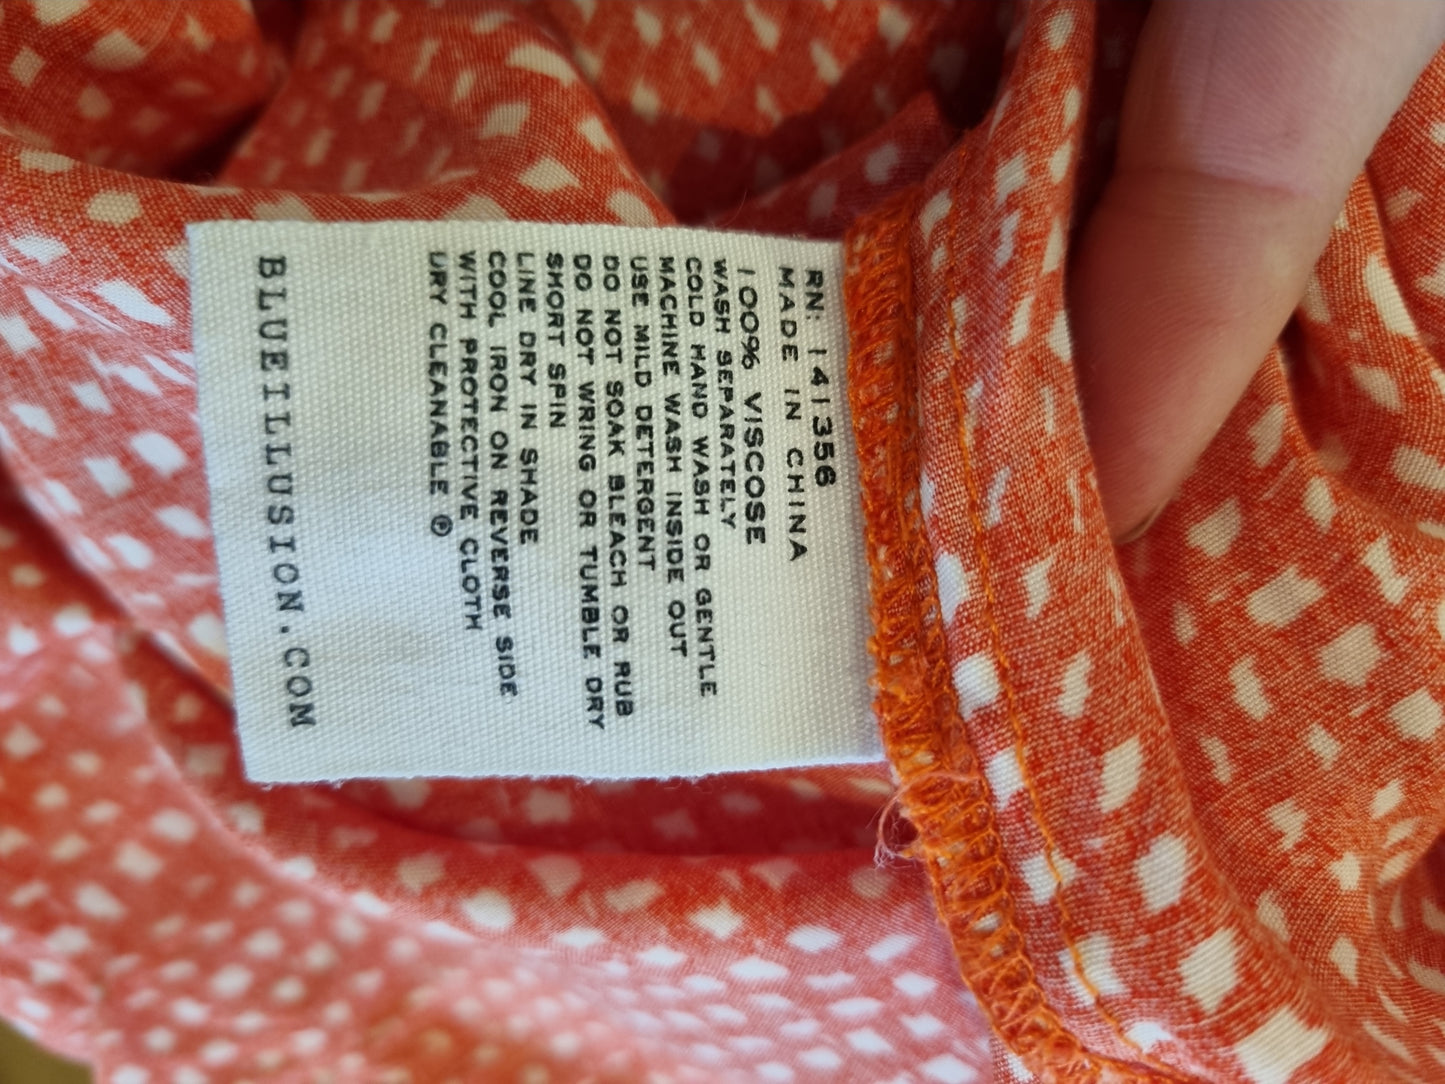 RN: 141356
MADE IN CHINA
100% VISCOSE
WASH SEPARATELY
COLD HAND WASH OR GENTLE
MACHINE WASH INSIDE OUT
USE MILD DETERGENT
DO NOT SOAK BLEACH OR RUB
DO NOT WRING OR TUMBLE DRY
SHORT SPIN
LINE DRY IN SHADE
COOL IRON ON REVERSE SIDE
WITH PROTECTIVE CLOTH
DRY CLEANABLE Ⓟ
BLUEILLUSION.COM